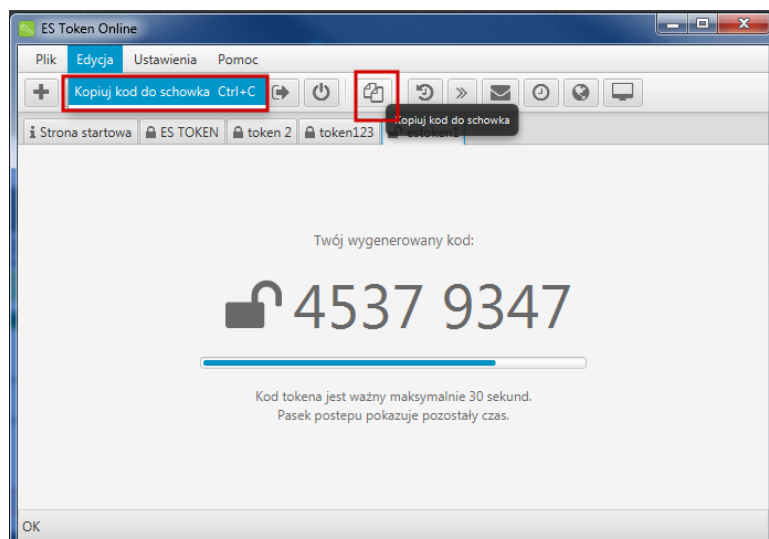 ES Token Online
Plik Edycja Ustawienia Pomoc
Kopiuj kod do schowka Ctrl+C
Kopiuj kod do schowka
Strona startowa ES TOKEN token 2 token123 estoken1
Twój wygenerowany kod:
4537 9347
Kod tokena jest ważny maksymalnie 30 sekund.
Pasek postepu pokazuje pozostały czas.
OK